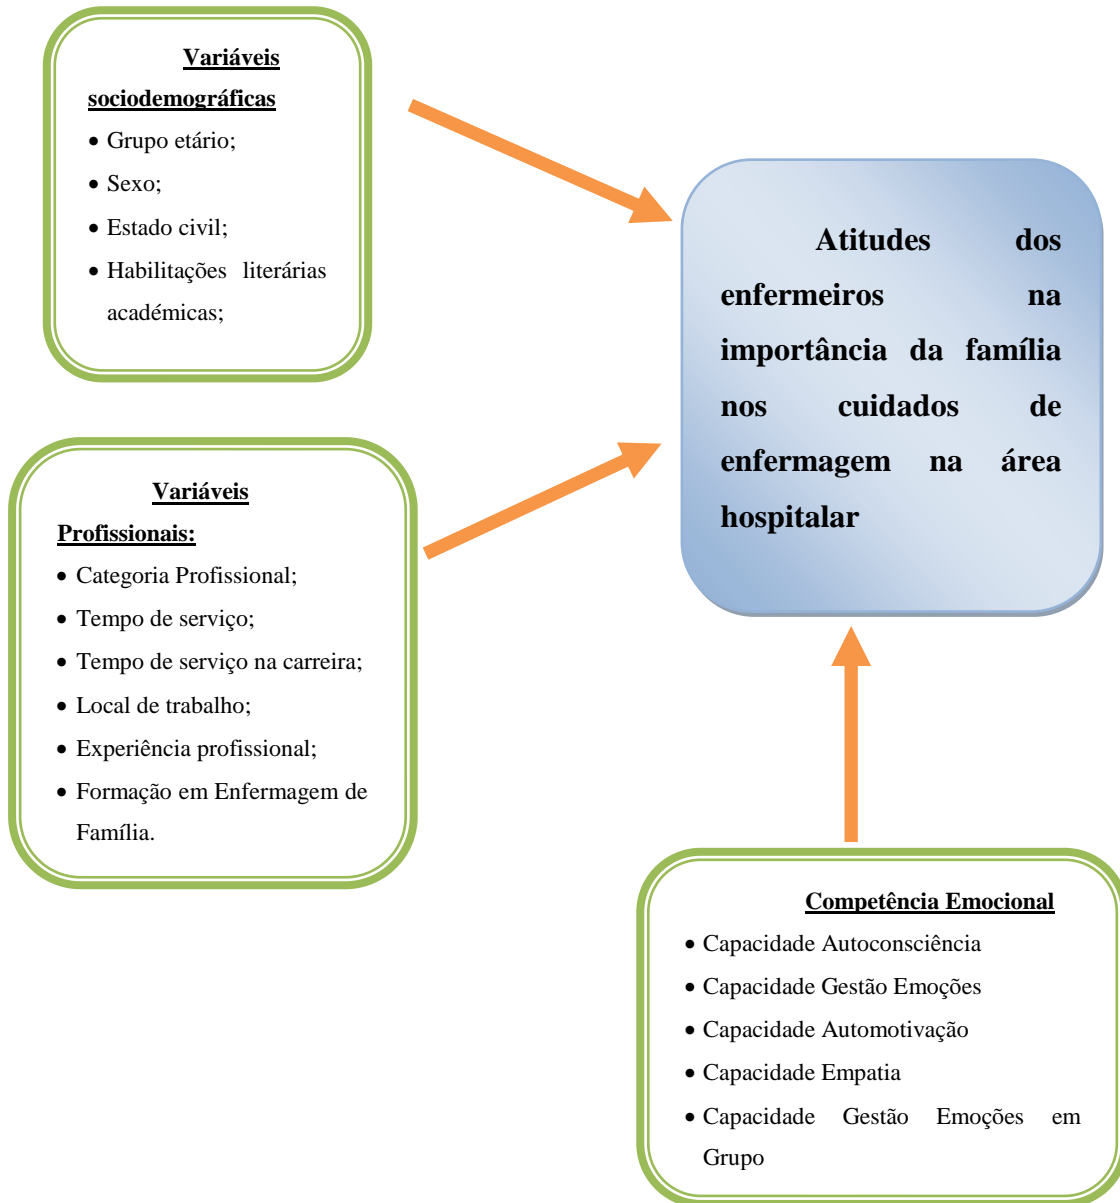 Variáveis
sociodemográficas
• Grupo etário;
• Sexo;
• Estado civil;
• Habilitações literárias
académicas;
Atitudes dos
enfermeiros na
importância da família
nos cuidados de
enfermagem na área
hospitalar
Variáveis
Profissionais:
• Categoria Profissional;
• Tempo de serviço;
• Tempo de serviço na carreira;
• Local de trabalho;
• Experiência profissional;
• Formação em Enfermagem de
Família.
Competência Emocional
• Capacidade Autoconsciência
• Capacidade Gestão Emoções
• Capacidade Automotivação
• Capacidade Empatia
• Capacidade Gestão Emoções em
Grupo